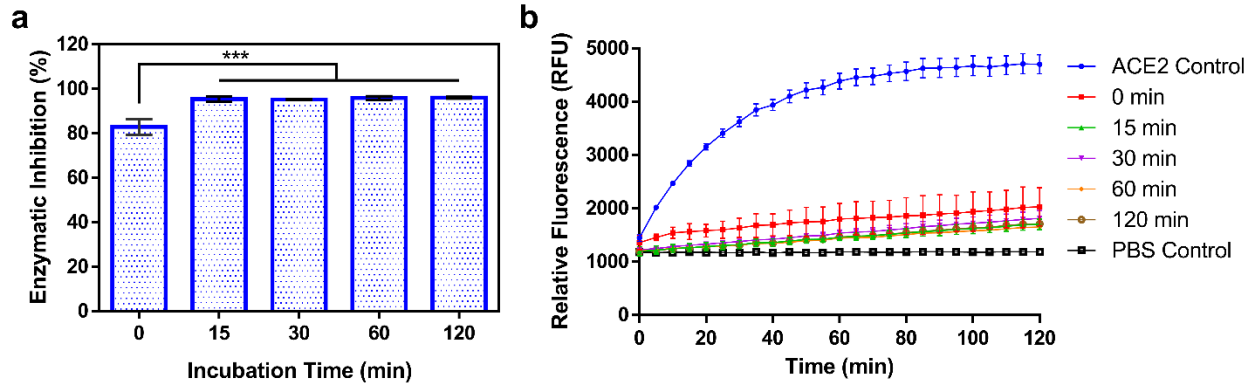 a
Enzymatic Inhibition (%)
120
100
80
60
40
20
0
***
0 15 30 60 120
Incubation Time (min)
b
Relative Fluorescence (RFU)
5000
4000
3000
2000
1000
0
0 20 40 60 80 100 120
Time (min)
ACE2 Control
0 min
15 min
30 min
60 min
120 min
PBS Control